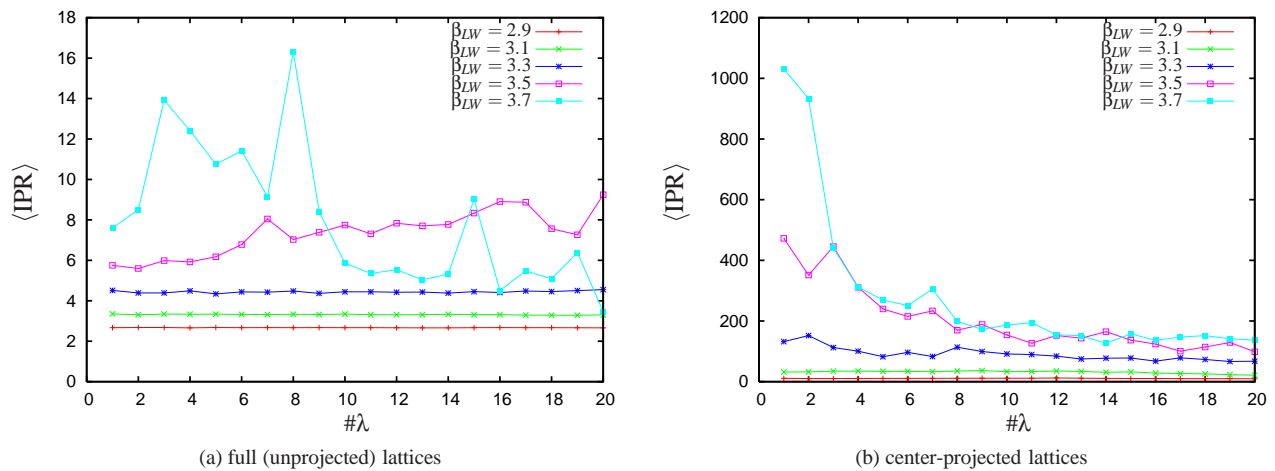 18
16
14
12
10
8
6
4
2
0
⟨IPR⟩
0 2 4 6 8 10 12 14 16 18 20
#λ
β_LW = 2.9
β_LW = 3.1
β_LW = 3.3
β_LW = 3.5
β_LW = 3.7
(a) full (unprojected) lattices
1200
1000
800
600
400
200
0
⟨IPR⟩
0 2 4 6 8 10 12 14 16 18 20
#λ
β_LW = 2.9
β_LW = 3.1
β_LW = 3.3
β_LW = 3.5
β_LW = 3.7
(b) center-projected lattices